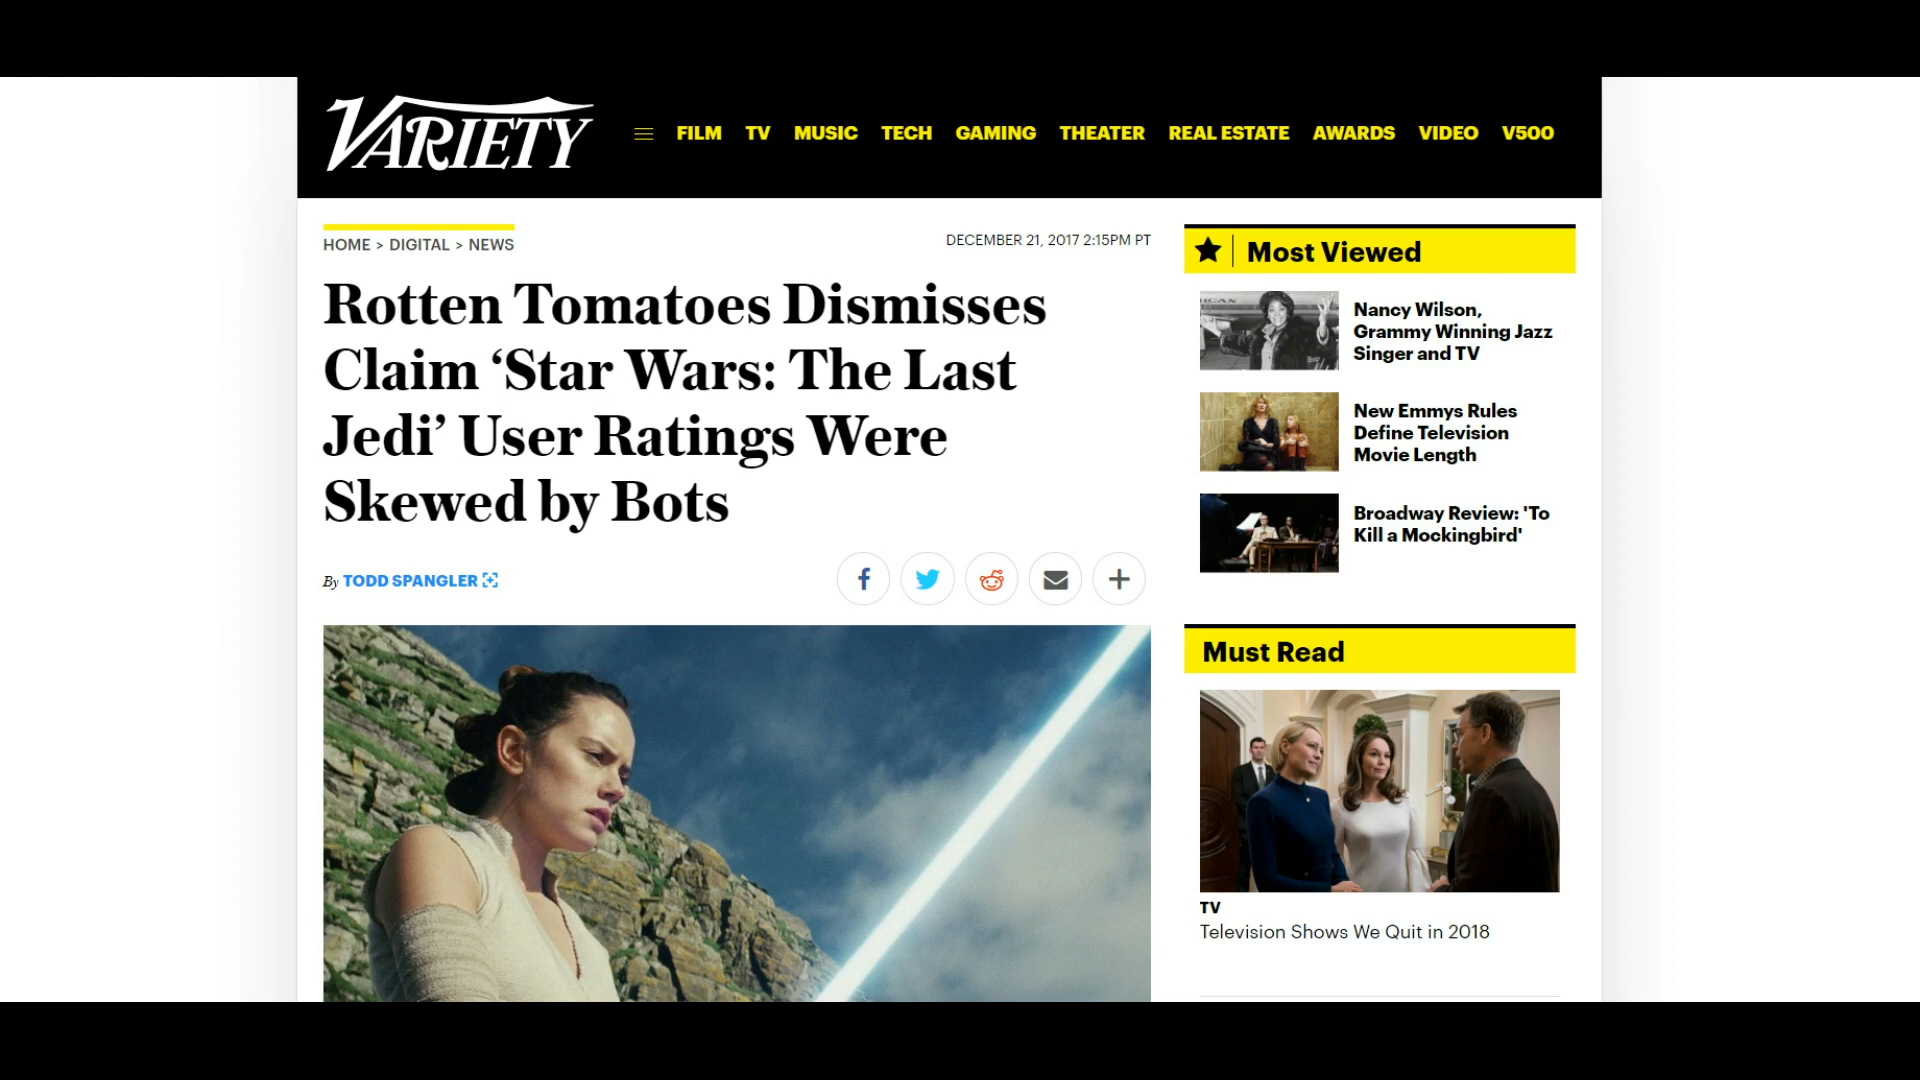 VARIETY
FILM TV MUSIC TECH GAMING THEATER REAL ESTATE AWARDS VIDEO V500
HOME > DIGITAL > NEWS
DECEMBER 21, 2017 2:15PM PT
Rotten Tomatoes Dismisses
Claim ‘Star Wars: The Last
Jedi’ User Ratings Were
Skewed by Bots
By TODD SPANGLER
Most Viewed
Nancy Wilson,
Grammy Winning Jazz
Singer and TV
New Emmys Rules
Define Television
Movie Length
Broadway Review: 'To
Kill a Mockingbird'
Must Read
TV
Television Shows We Quit in 2018